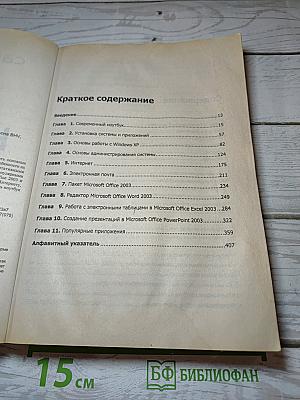 Краткое содержание
Введение 13
Глава 1. Современный ноутбук 15
Глава 2. Установка системы и приложения 57
Глава 3. Основы работы с Windows XP 82
Глава 4. Основы администрирования системы 124
Глава 5. Интернет 175
Глава 6. Электронная почта 211
Глава 7. Пакет Microsoft Office 2003 234
Глава 8. Редактор Microsoft Office Word 2003 249
Глава 9. Работа с электронными таблицами в Microsoft Office Excel 2003 284
Глава 10. Создание презентаций в Microsoft Office PowerPoint 2003 322
Глава 11. Популярные приложения 359
Алфавитный указатель 407
15 см
БФ БИБЛИОФАН